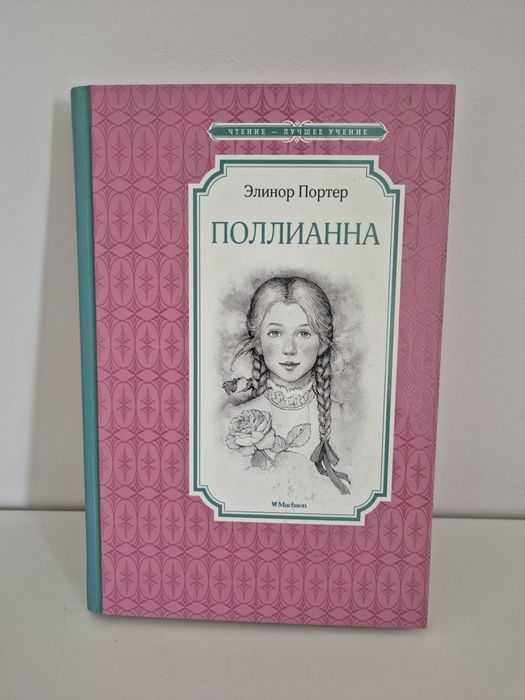 ЧТЕНИЕ – ЛУЧШЕЕ УЧЕНИЕ
Элинор Портер
ПОЛЛИАННА
Machaon